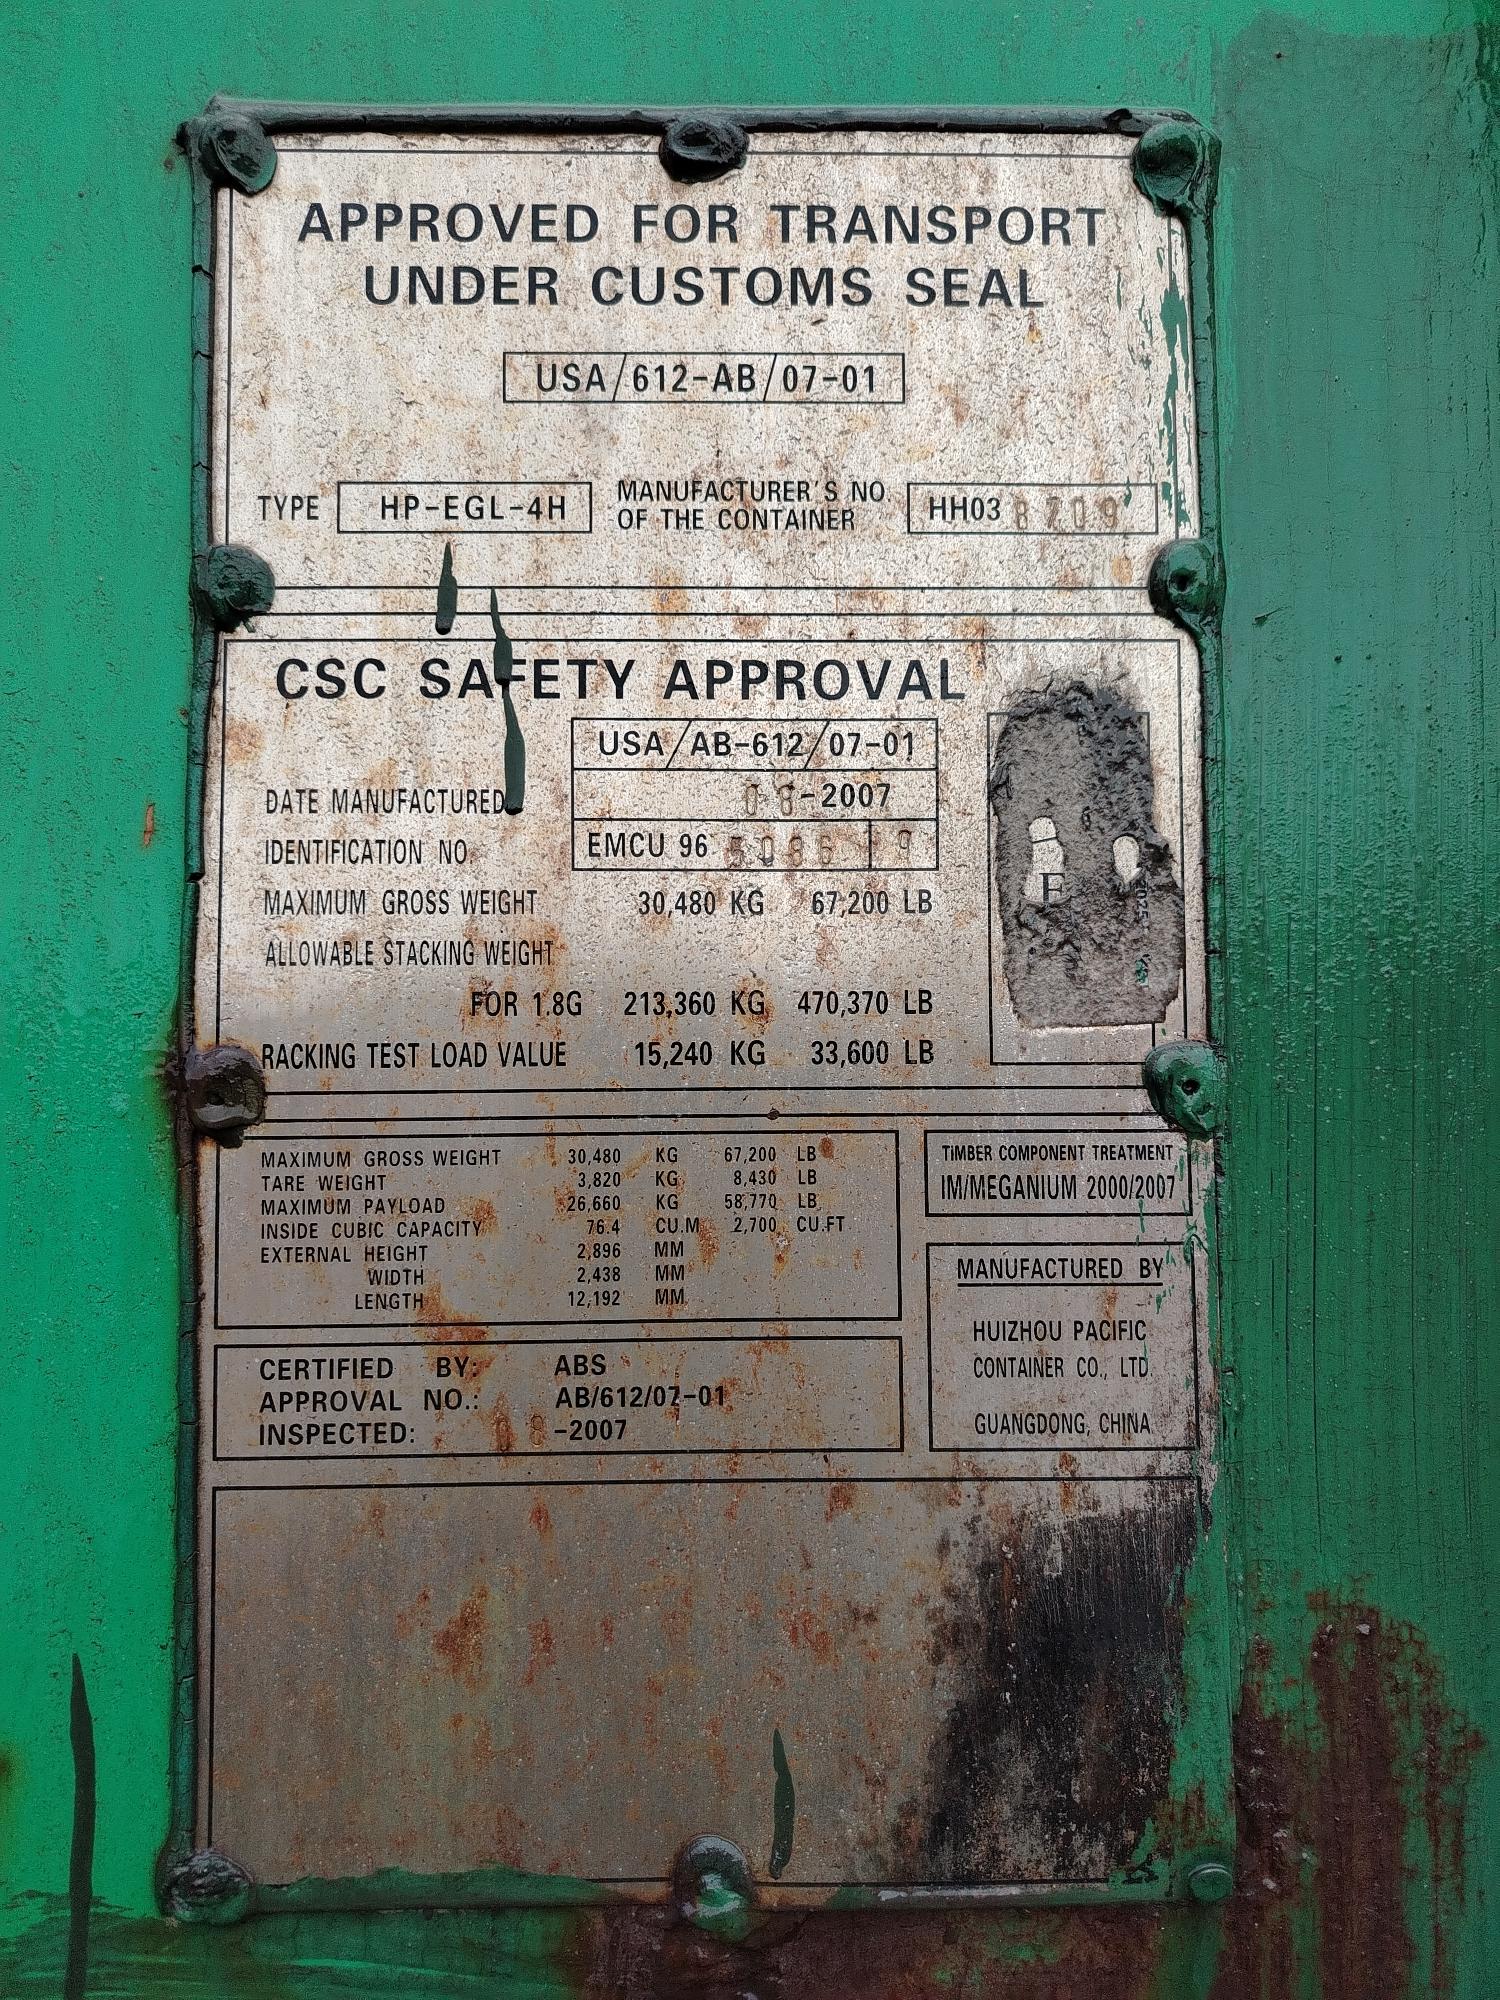 APPROVED FOR TRANSPORT
UNDER CUSTOMS SEAL
USA/612-AB/07-01
TYPE HP-EGL-4H MANUFACTURER'S NO OF THE CONTAINER HH03 8709
CSC SAFETY APPROVAL
USA/AB-612/07-01
DATE MANUFACTURED 08-2007
IDENTIFICATION NO. EMCU 96 9
MAXIMUM GROSS WEIGHT 30,480 KG 67,200 LB
ALLOWABLE STACKING WEIGHT
FOR 1.8G 213,360 KG 470,370 LB
RACKING TEST LOAD VALUE 15,240 KG 33,600 LB
MAXIMUM GROSS WEIGHT 30,480 KG 67,200 LB
TARE WEIGHT 3,820 KG 8,430 LB
MAXIMUM PAYLOAD 26,660 KG 58,770 LB
INSIDE CUBIC CAPACITY 76.4 CU.M 2,700 CU.FT
EXTERNAL HEIGHT 2,896 MM
WIDTH 2,438 MM
LENGTH 12,192 MM
TIMBER COMPONENT TREATMENT
IM/MEGANIUM 2000/2007
MANUFACTURED BY
HUIZHOU PACIFIC
CONTAINER CO., LTD.
GUANGDONG, CHINA
CERTIFIED BY: ABS
APPROVAL NO.: AB/612/07-01
INSPECTED: 08-2007